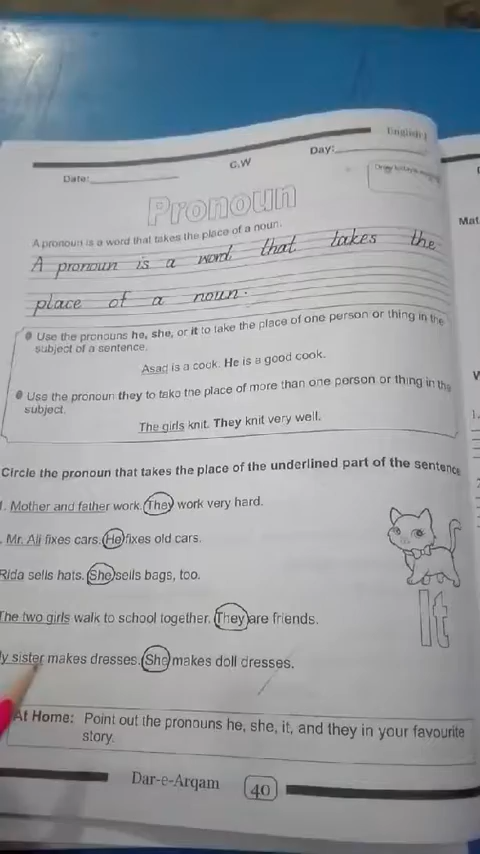 English I
Day:
C.W
Date:
Pronoun
A pronoun is a word that takes the place of a noun.
A pronoun is a word that takes the
place of a noun.
Use the pronouns he, she, or it to take the place of one person or thing in the
subject of a sentence.
Asad is a cook. He is a good cook.
Use the pronoun they to take the place of more than one person or thing in the
subject.
The girls knit. They knit very well.
Circle the pronoun that takes the place of the underlined part of the sentence
1. Mother and father work. They work very hard.
. Mr. Ali fixes cars. He fixes old cars.
Rida sells hats. She sells bags, too.
The two girls walk to school together. They are friends.
y sister makes dresses. She makes doll dresses.
It
At Home: Point out the pronouns he, she, it, and they in your favourite
story.
Dar-e-Arqam 40
Mat
1.